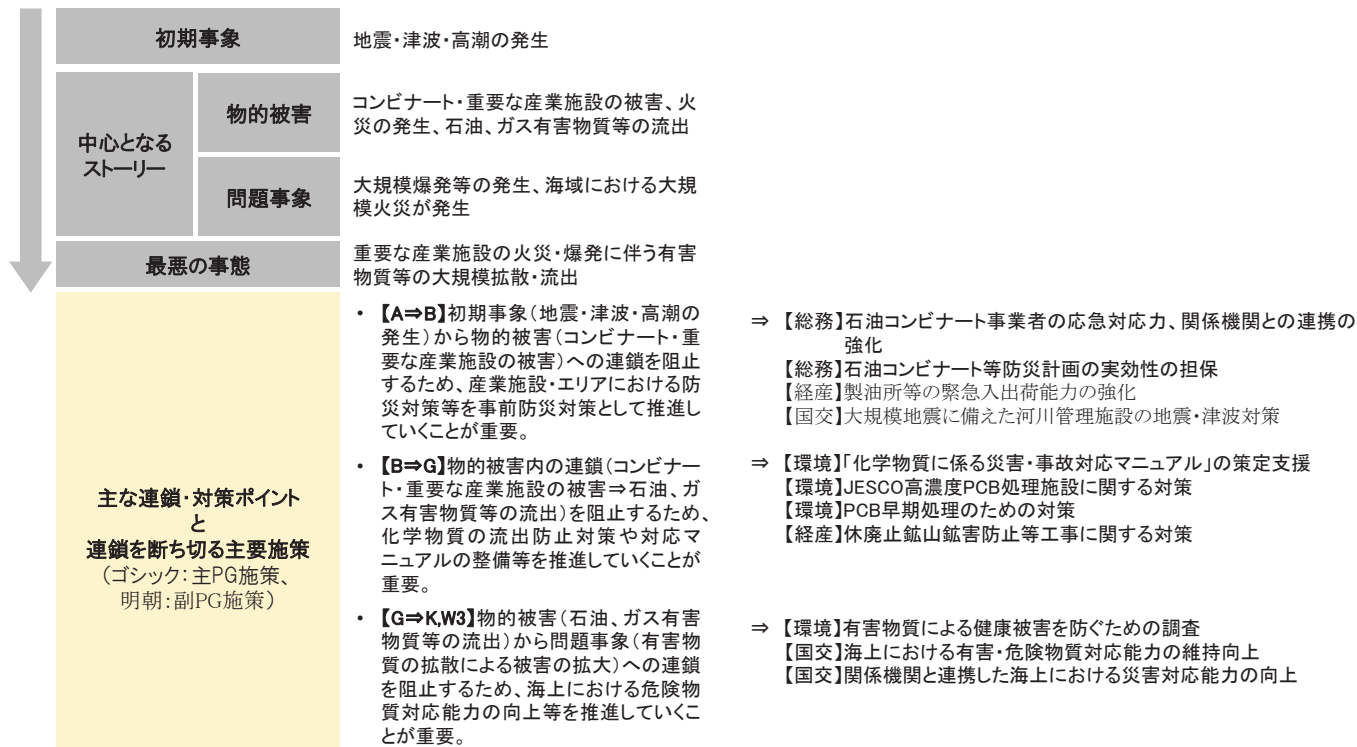 初期事象
地震・津波・高潮の発生
中心となる
ストーリー
物的被害
コンビナート・重要な産業施設の被害、火
災の発生、石油、ガス有害物質等の流出
問題事象
大規模爆発等の発生、海域における大規
模火災が発生
最悪の事態
重要な産業施設の火災・爆発に伴う有害
物質等の大規模拡散・流出
主な連鎖・対策ポイント
と
連鎖を断ち切る主要施策
（ゴシック：主PG施策、
明朝：副PG施策）
・ 【A⇒B】初期事象（地震・津波・高潮の
発生）から物的被害（コンビナート・重
要な産業施設の被害）への連鎖を阻止
するため、産業施設・エリアにおける防
災対策等を事前防災対策として推進し
ていくことが重要。
⇒ 【総務】石油コンビナート事業者の応急対応力、関係機関との連携の
強化
【総務】石油コンビナート等防災計画の実効性の担保
【経産】製油所等の緊急入出荷能力の強化
【国交】大規模地震に備えた河川管理施設の地震・津波対策
・ 【B⇒G】物的被害内の連鎖（コンビナー
ト・重要な産業施設の被害⇒石油、ガ
ス有害物質等の流出）を阻止するため、
化学物質の流出防止対策や対応マ
ニュアルの整備等を推進していくことが
重要。
⇒ 【環境】「化学物質に係る災害・事故対応マニュアル」の策定支援
【環境】JESCO高濃度PCB処理施設に関する対策
【環境】PCB早期処理のための対策
【経産】休廃止鉱山鉱害防止等工事に関する対策
・ 【G⇒K,W3】物的被害（石油、ガス有害
物質等の流出）から問題事象（有害物
質の拡散による被害の拡大）への連鎖
を阻止するため、海上における危険物
質対応能力の向上等を推進していくこ
とが重要。
⇒ 【環境】有害物質による健康被害を防ぐための調査
【国交】海上における有害・危険物質対応能力の維持向上
【国交】関係機関と連携した海上における災害対応能力の向上